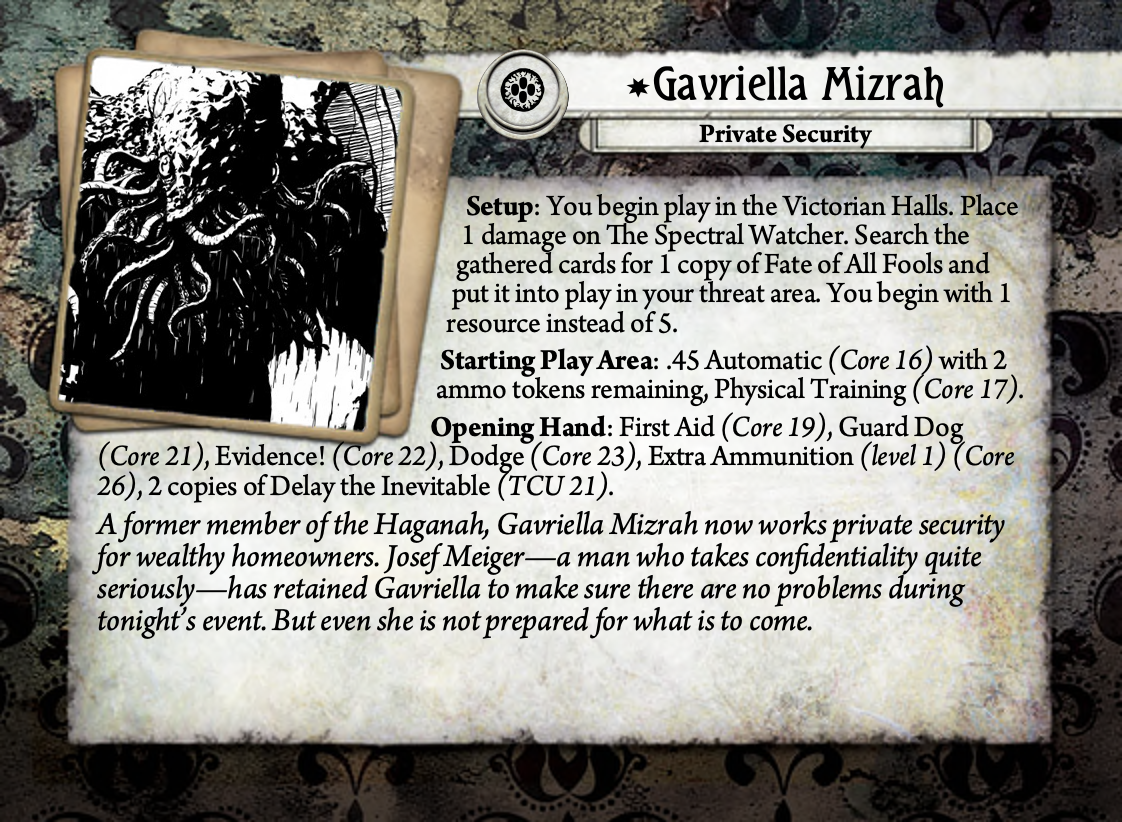 ✷Gavriella Mizrah
Private Security
Setup: You begin play in the Victorian Halls. Place
1 damage on The Spectral Watcher. Search the
gathered cards for 1 copy of Fate of All Fools and
put it into play in your threat area. You begin with 1
resource instead of 5.
Starting Play Area: .45 Automatic (Core 16) with 2
ammo tokens remaining, Physical Training (Core 17).
Opening Hand: First Aid (Core 19), Guard Dog
(Core 21), Evidence! (Core 22), Dodge (Core 23), Extra Ammunition (level 1) (Core
26), 2 copies of Delay the Inevitable (TCU 21).
A former member of the Haganah, Gavriella Mizrah now works private security
for wealthy homeowners. Josef Meiger—a man who takes confidentiality quite
seriously—has retained Gavriella to make sure there are no problems during
tonight's event. But even she is not prepared for what is to come.